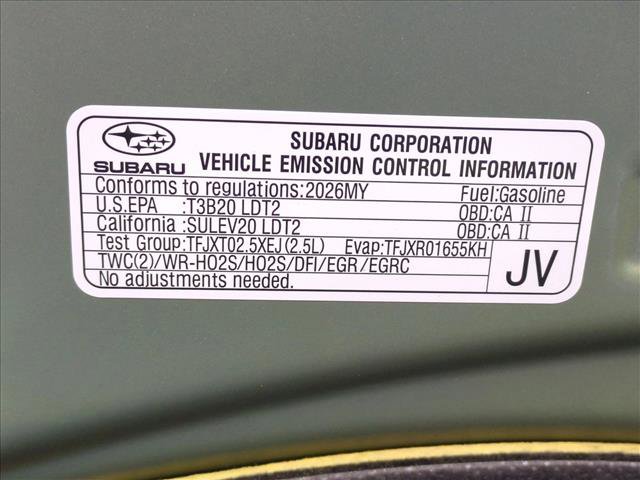 SUBARU CORPORATION
SUBARU VEHICLE EMISSION CONTROL INFORMATION
Conforms to regulations:2026MY Fuel:Gasoline
U.S.EPA :T3B20 LDT2 OBD:CA II
California :SULEV20 LDT2 OBD:CA II
Test Group:TFJXT02.5XEJ(2.5L) Evap:TFJXR01655KH
TWC(2)/WR-HO2S/HO2S/DFI/EGR/EGRC JV
No adjustments needed.